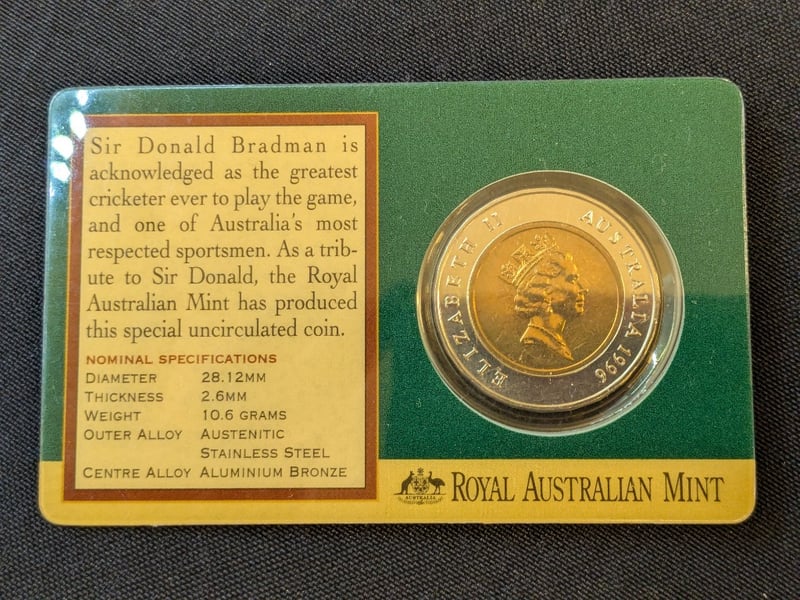 Sir Donald Bradman is
acknowledged as the greatest
cricketer ever to play the game,
and one of Australia's most
respected sportsmen. As a trib-
ute to Sir Donald, the Royal
Australian Mint has produced
this special uncirculated coin.
NOMINAL SPECIFICATIONS
DIAMETER 28.12MM
THICKNESS 2.6MM
WEIGHT 10.6 GRAMS
OUTER ALLOY AUSTENITIC
STAINLESS STEEL
CENTRE ALLOY ALUMINIUM BRONZE
ELIZABETH II AUSTRALIA 1996
AUSTRALIA
ROYAL AUSTRALIAN MINT